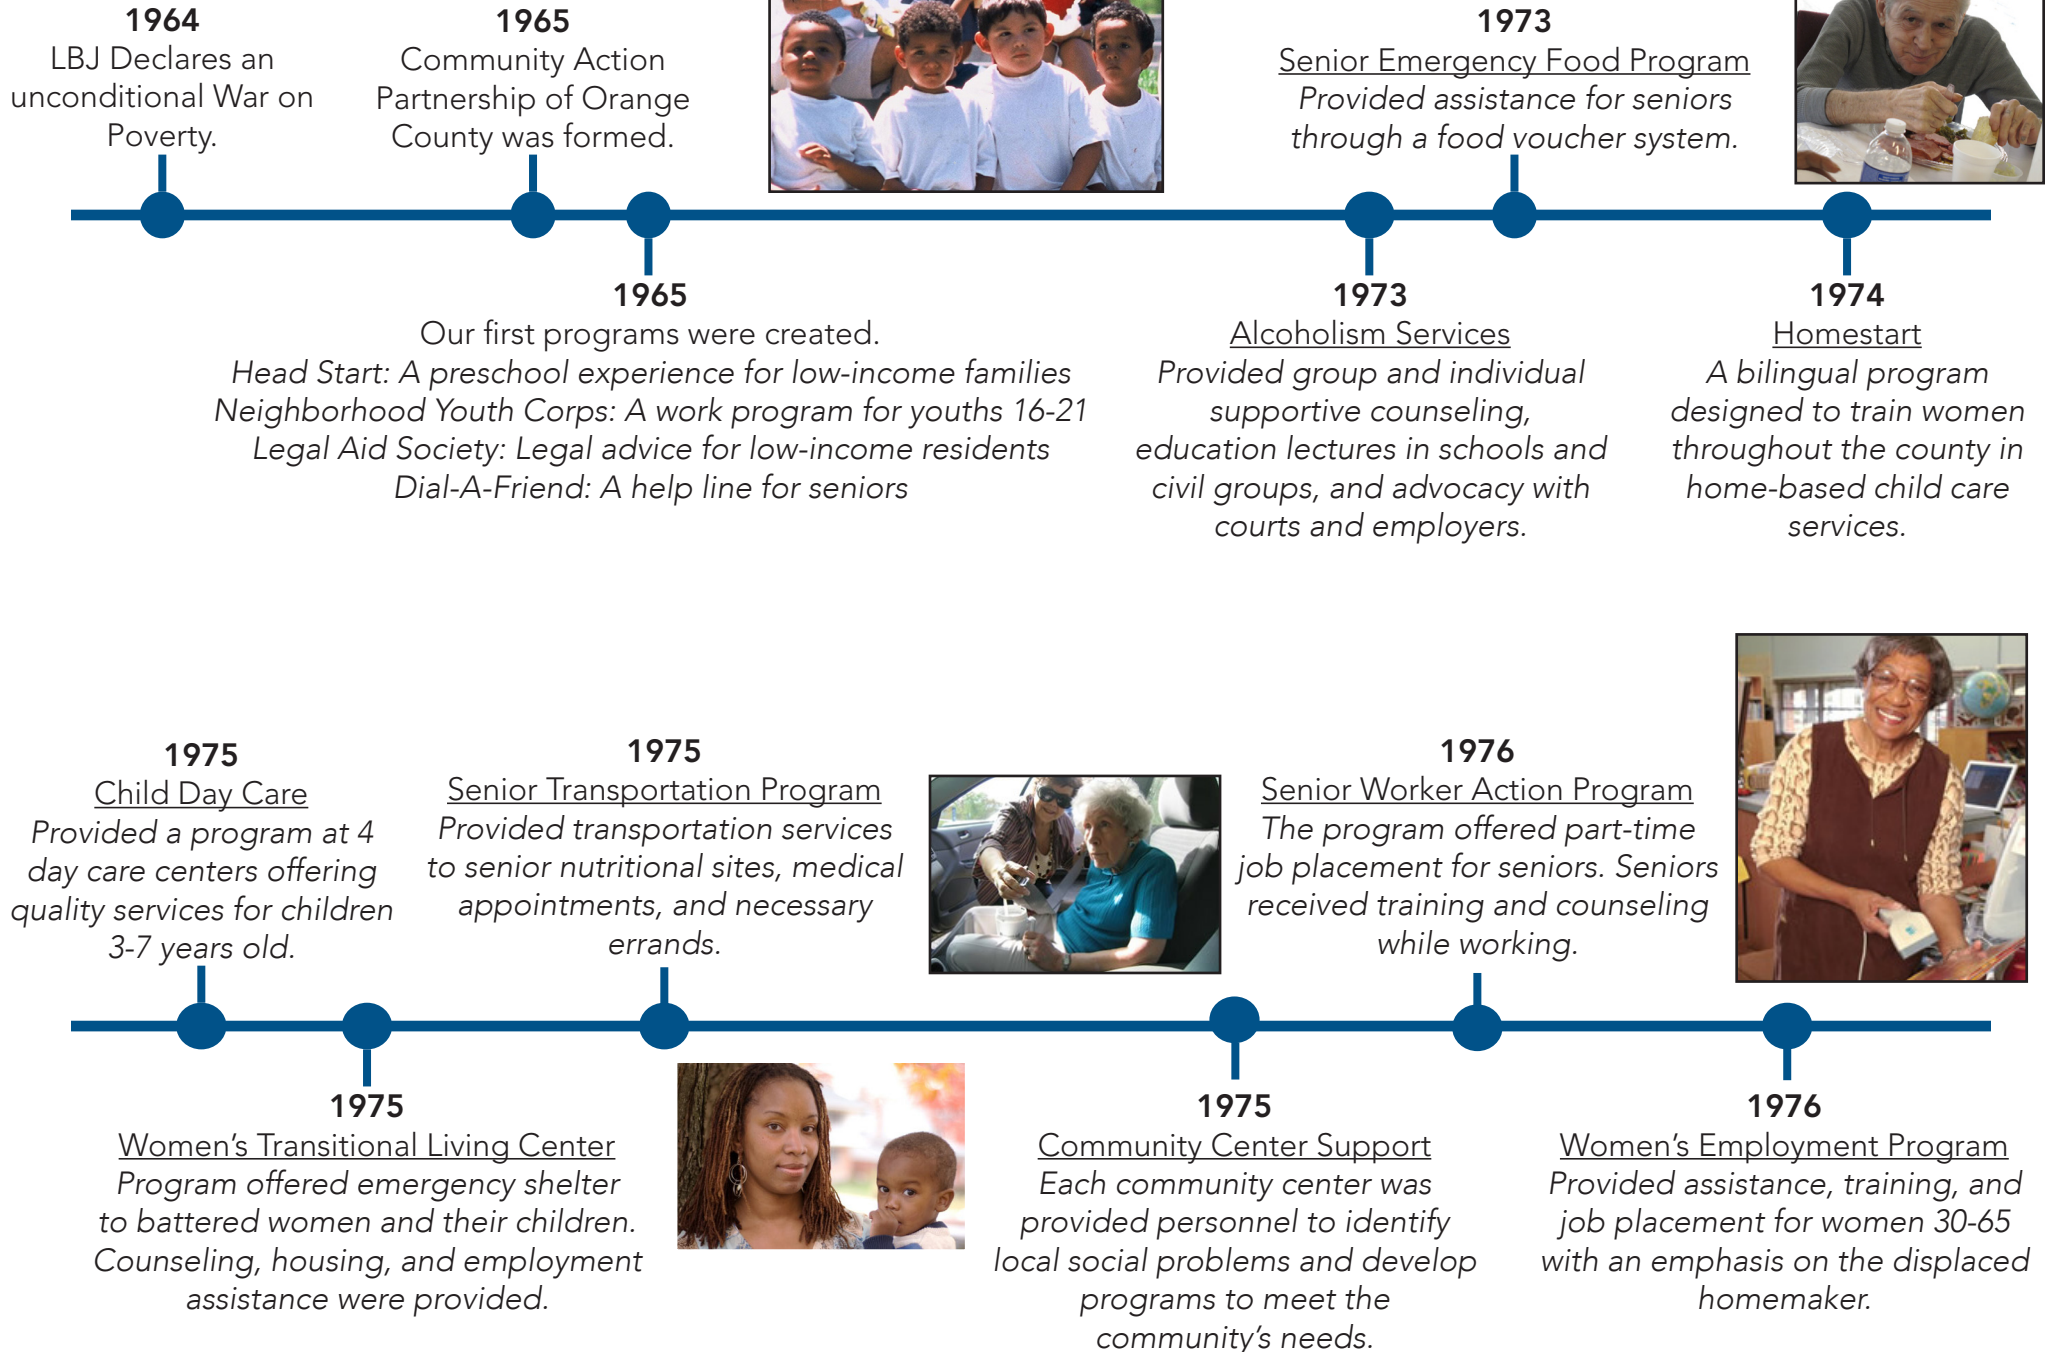 1964
LBJ Declares an
unconditional War on
Poverty.
1965
Community Action
Partnership of Orange
County was formed.
1965
Our first programs were created.
Head Start: A preschool experience for low-income families
Neighborhood Youth Corps: A work program for youths 16-21
Legal Aid Society: Legal advice for low-income residents
Dial-A-Friend: A help line for seniors
1973
Alcoholism Services
Provided group and individual
supportive counseling,
education lectures in schools and
civil groups, and advocacy with
courts and employers.
1973
Senior Emergency Food Program
Provided assistance for seniors
through a food voucher system.
1974
Homestart
A bilingual program
designed to train women
throughout the county in
home-based child care
services.
1975
Child Day Care
Provided a program at 4
day care centers offering
quality services for children
3-7 years old.
1975
Women's Transitional Living Center
Program offered emergency shelter
to battered women and their children.
Counseling, housing, and employment
assistance were provided.
1975
Senior Transportation Program
Provided transportation services
to senior nutritional sites, medical
appointments, and necessary
errands.
1975
Community Center Support
Each community center was
provided personnel to identify
local social problems and develop
programs to meet the
community's needs.
1976
Senior Worker Action Program
The program offered part-time
job placement for seniors. Seniors
received training and counseling
while working.
1976
Women's Employment Program
Provided assistance, training, and
job placement for women 30-65
with an emphasis on the displaced
homemaker.